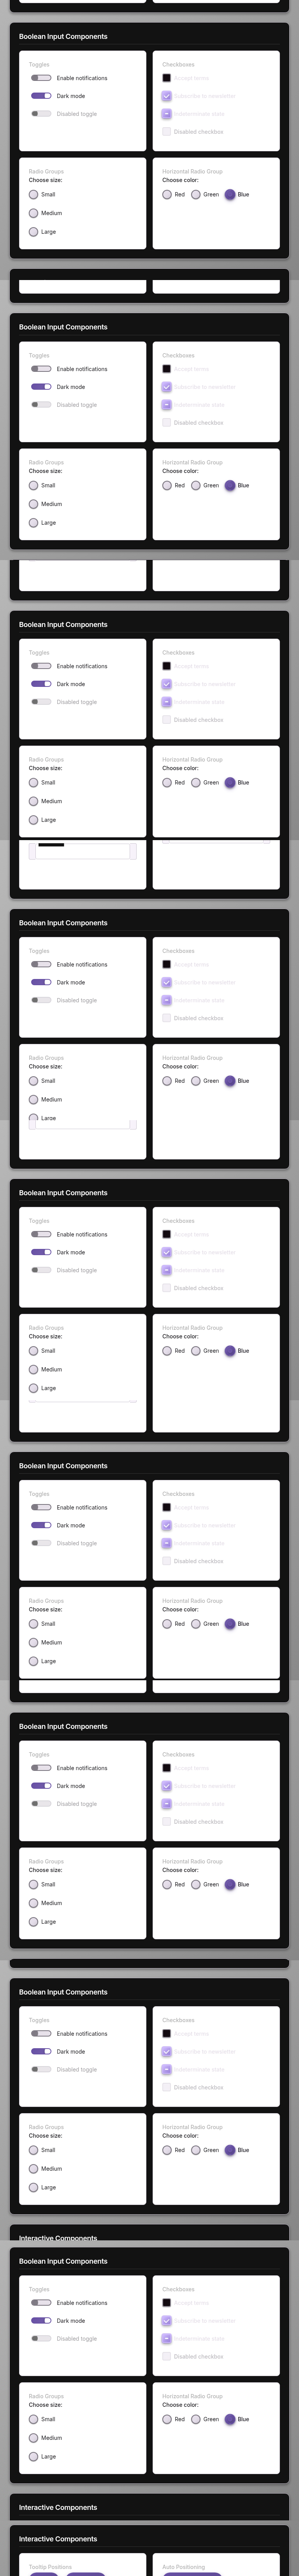 Boolean Input Components
Toggles
Enable notifications
Dark mode
Disabled toggle
Checkboxes
Accept terms
Subscribe to newsletter
Indeterminate state
Disabled checkbox
Radio Groups
Choose size:
Small
Medium
Large
Horizontal Radio Group
Choose color:
Red Green Blue
Boolean Input Components
Toggles
Enable notifications
Dark mode
Disabled toggle
Checkboxes
Accept terms
Subscribe to newsletter
Indeterminate state
Disabled checkbox
Radio Groups
Choose size:
Small
Medium
Large
Horizontal Radio Group
Choose color:
Red Green Blue
Boolean Input Components
Toggles
Enable notifications
Dark mode
Disabled toggle
Checkboxes
Accept terms
Subscribe to newsletter
Indeterminate state
Disabled checkbox
Radio Groups
Choose size:
Small
Medium
Large
Horizontal Radio Group
Choose color:
Red Green Blue
Boolean Input Components
Toggles
Enable notifications
Dark mode
Disabled toggle
Checkboxes
Accept terms
Subscribe to newsletter
Indeterminate state
Disabled checkbox
Radio Groups
Choose size:
Small
Medium
Large
Horizontal Radio Group
Choose color:
Red Green Blue
Boolean Input Components
Toggles
Enable notifications
Dark mode
Disabled toggle
Checkboxes
Accept terms
Subscribe to newsletter
Indeterminate state
Disabled checkbox
Radio Groups
Choose size:
Small
Medium
Large
Horizontal Radio Group
Choose color:
Red Green Blue
Boolean Input Components
Toggles
Enable notifications
Dark mode
Disabled toggle
Checkboxes
Accept terms
Subscribe to newsletter
Indeterminate state
Disabled checkbox
Radio Groups
Choose size:
Small
Medium
Large
Horizontal Radio Group
Choose color:
Red Green Blue
Boolean Input Components
Toggles
Enable notifications
Dark mode
Disabled toggle
Checkboxes
Accept terms
Subscribe to newsletter
Indeterminate state
Disabled checkbox
Radio Groups
Choose size:
Small
Medium
Large
Horizontal Radio Group
Choose color:
Red Green Blue
Boolean Input Components
Toggles
Enable notifications
Dark mode
Disabled toggle
Checkboxes
Accept terms
Subscribe to newsletter
Indeterminate state
Disabled checkbox
Radio Groups
Choose size:
Small
Medium
Large
Horizontal Radio Group
Choose color:
Red Green Blue
Interactive Components
Boolean Input Components
Toggles
Enable notifications
Dark mode
Disabled toggle
Checkboxes
Accept terms
Subscribe to newsletter
Indeterminate state
Disabled checkbox
Radio Groups
Choose size:
Small
Medium
Large
Horizontal Radio Group
Choose color:
Red Green Blue
Interactive Components
Interactive Components
Tooltip Positions
Auto Positioning